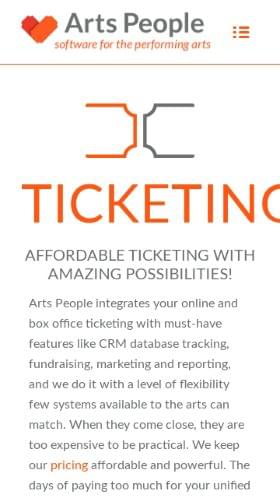 Arts People
software for the performing arts
TICKETING
AFFORDABLE TICKETING WITH
AMAZING POSSIBILITIES!
Arts People integrates your online and
box office ticketing with must-have
features like CRM database tracking,
fundraising, marketing and reporting,
and we do it with a level of flexibility
few systems available to the arts can
match. When they come close, they are
too expensive to be practical. We keep
our pricing affordable and powerful. The
days of paying too much for your unified